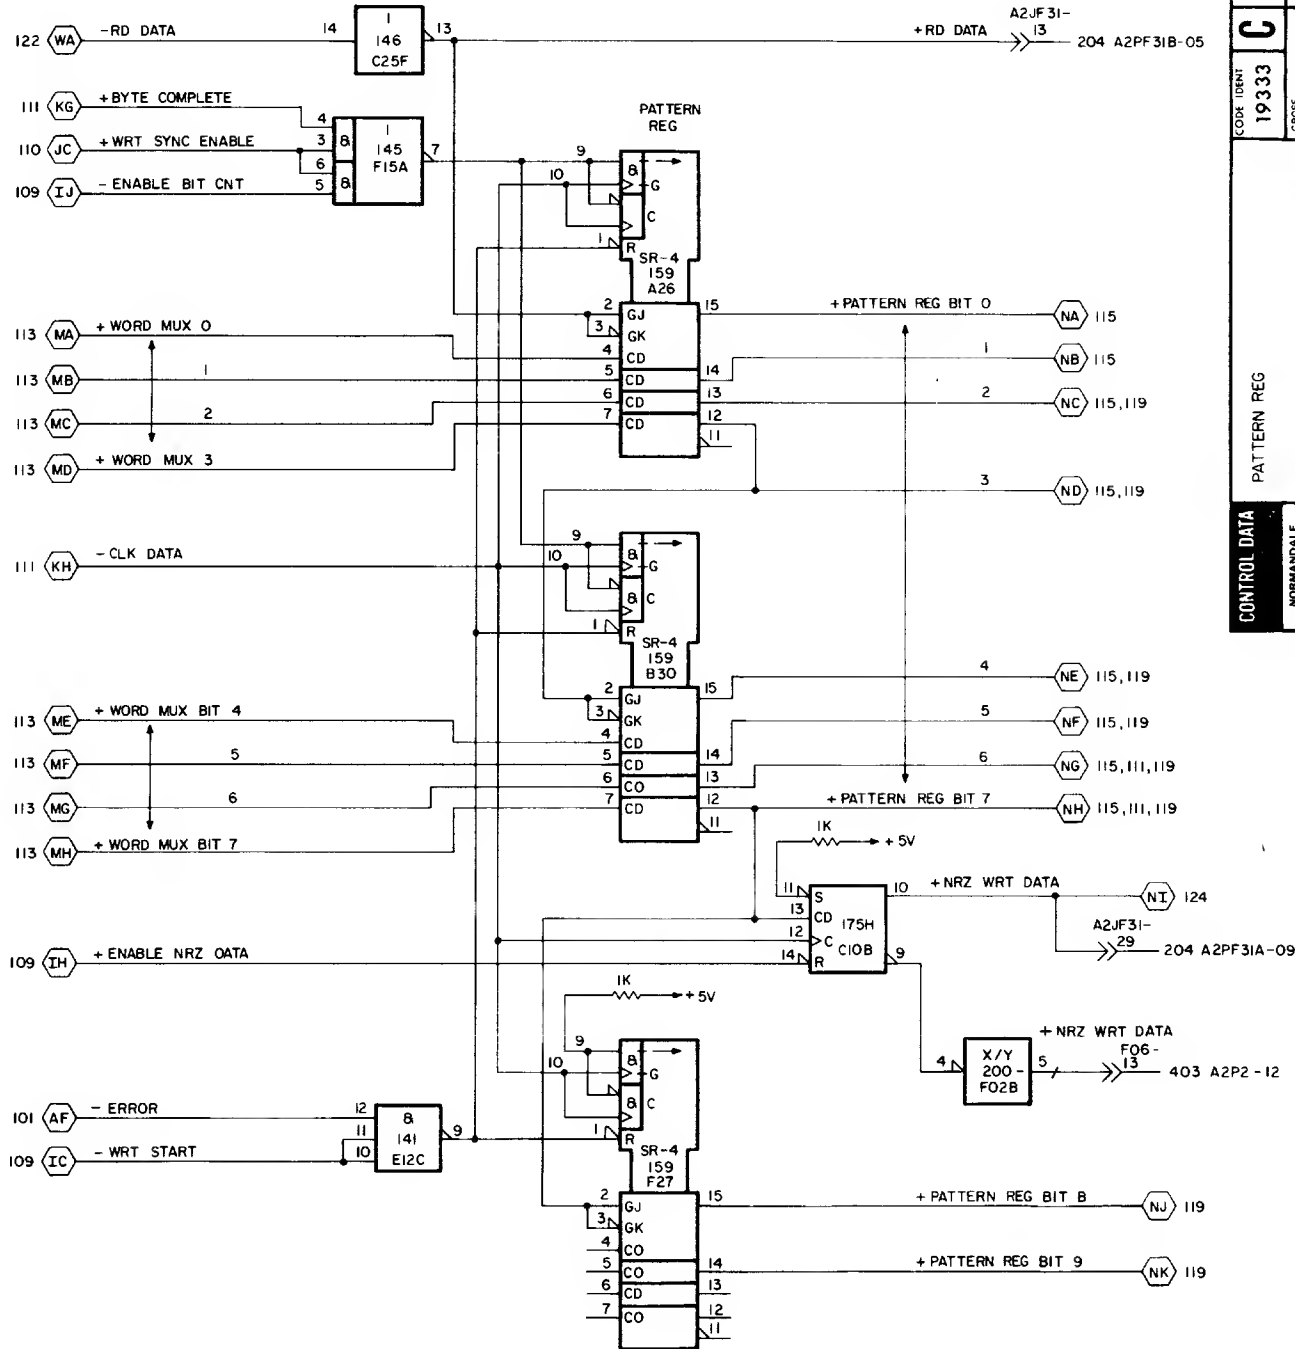 122 WA -RD DATA 14 1 146 C25F 13 +RD DATA A2JF31- 13 204 A2PF31B-05
111 KG +BYTE COMPLETE 4
110 JC +WRT SYNC ENABLE 3 6
109 IJ -ENABLE BIT CNT 5
& & 1 145 F15A 7
PATTERN REG
9 & 10 G C 1 R
SR-4 159 A26
2 GJ 15 +PATTERN REG BIT 0 NA 115
3 GK
113 MA +WORD MUX 0 4 CD
113 MB 1 5 CD 14 1 NB 115
113 MC 2 6 CD 13 2 NC 115,119
113 MD +WORD MUX 3 7 CD 12 11
3 ND 115,119
111 KH -CLK DATA
9 & 10 G & C 1 R
SR-4 159 B30
2 GJ 15 4 NE 115,119
3 GK
113 ME +WORD MUX BIT 4 4 CD
113 MF 5 5 CD 14 5 NF 115,119
113 MG 6 6 CO 13 6 NG 115,111,119
113 MH +WORD MUX BIT 7 7 CD 12 11 +PATTERN REG BIT 7 NH 115,111,119
1K +5V
11 S 10 +NRZ WRT DATA NI 124
13 CD 175H
12 C C10B
A2JF31- 29 204 A2PF31A-09
109 IH +ENABLE NRZ OATA 14 R 9
1K +5V
+NRZ WRT DATA
4 X/Y 200- F02B 5 F06- 13 403 A2P2-12
9 & 10 G & C 1 R
101 AF -ERROR 12
109 IC -WRT START 11 10
& 141 E12C 9
SR-4 159 F27
2 GJ 15 +PATTERN REG BIT B NJ 119
3 GK
4 CO
5 CO 14 +PATTERN REG BIT 9 NK 119
6 CD 13
7 CO 12
11
CODE IDENT 19333 C
PATTERN REG
CONTROL DATA
NORMANDALE